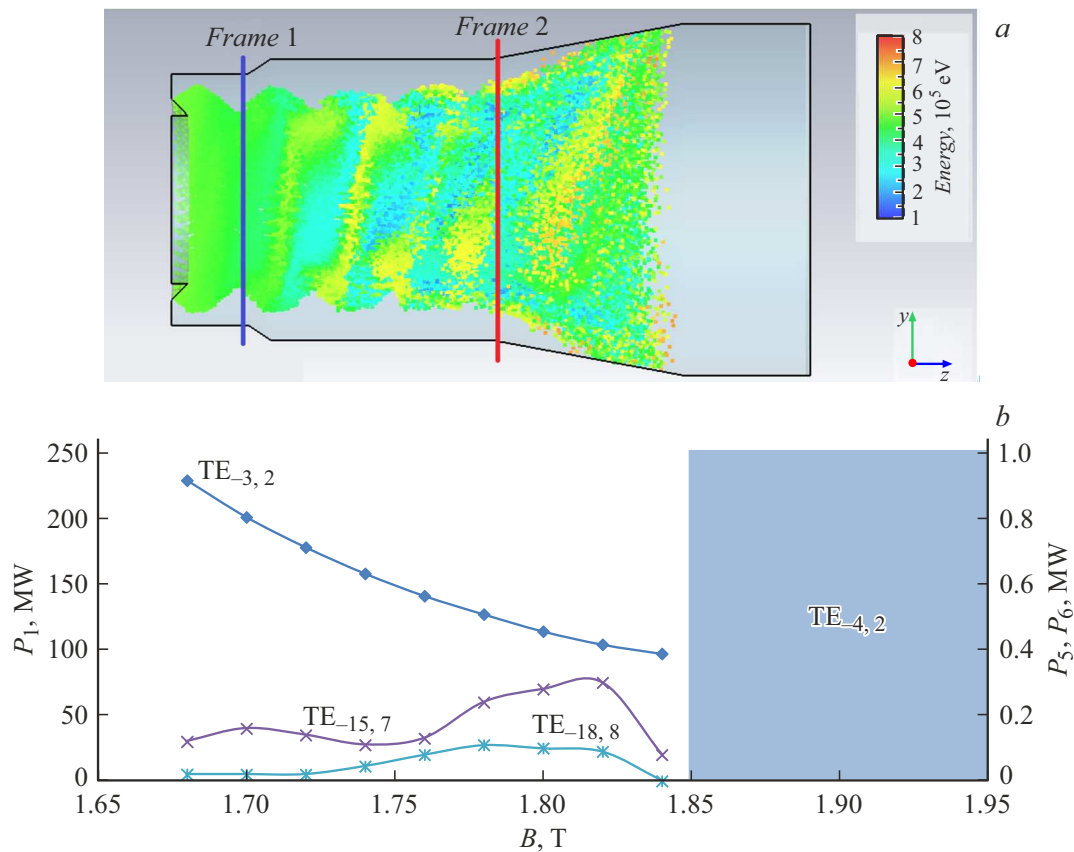 a
Frame 1
Frame 2
8
7
6
5
4
3
2
1
Energy, 10⁵ eV
y
z
b
250
200
150
100
50
0
P₁, MW
1.0
0.8
0.6
0.4
0.2
0
P₅, P₆, MW
TE₋₃, ₂
TE₋₁₅, ₇
TE₋₁₈, ₈
TE₋₄, ₂
1.65
1.70
1.75
1.80
1.85
1.90
1.95
B, T